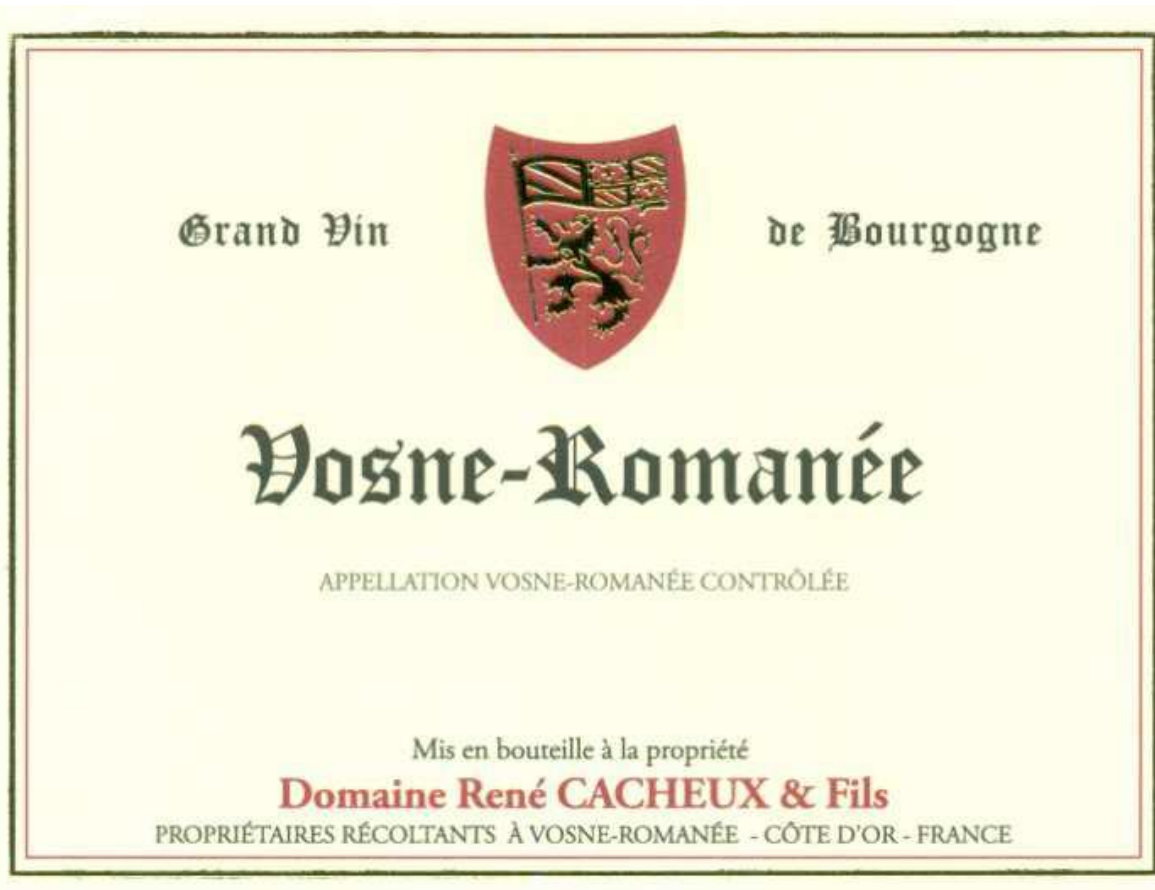 Grand Vin de Bourgogne
Vosne-Romanée
APPELLATION VOSNE-ROMANÉE CONTRÔLÉE
Mis en bouteille à la propriété
Domaine René CACHEUX & Fils
PROPRIÉTAIRES RÉCOLTANTS À VOSNE-ROMANÉE - CÔTE D'OR - FRANCE